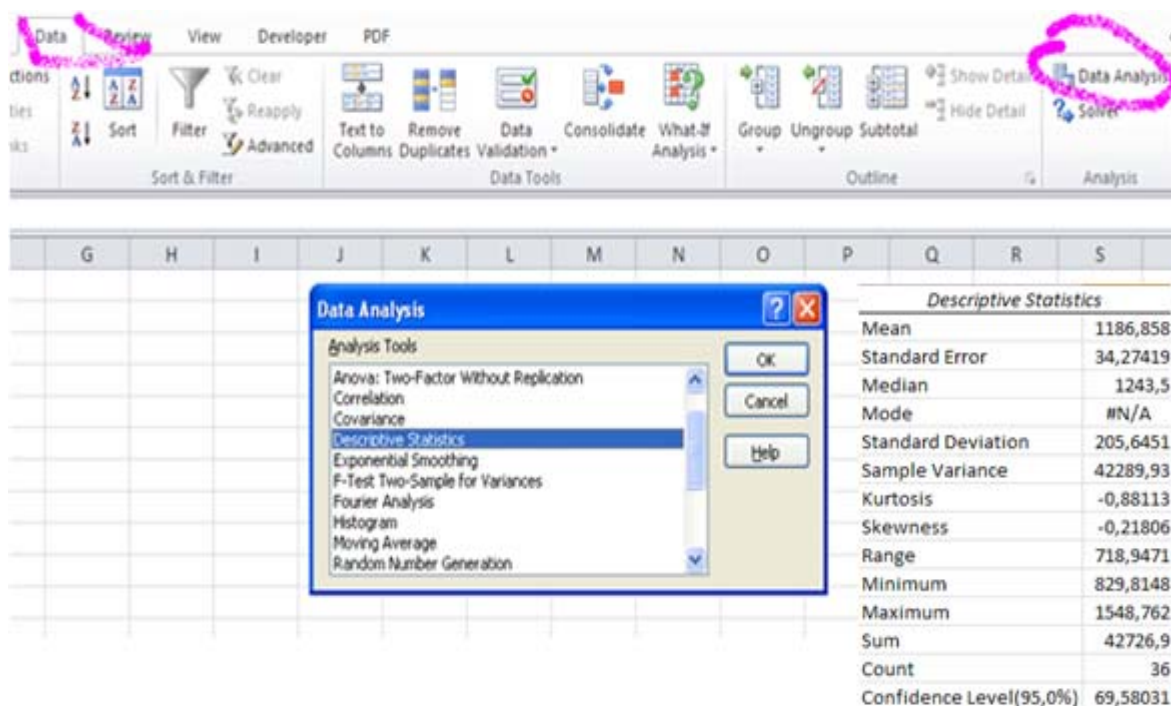 Data Review View Developer PDF
ctions
Clear
Show Detail
Data Analysis
ties
Reapply
Hide Detail
Solver
Sort
Filter
Advanced
Text to Columns
Remove Duplicates
Data Validation
Consolidate
What-If Analysis
Group
Ungroup
Subtotal
Sort & Filter
Data Tools
Outline
Analysis
G H I J K L M N O P Q R S
Data Analysis
Analysis Tools
Anova: Two-Factor Without Replication
Correlation
Covariance
Descriptive Statistics
Exponential Smoothing
F-Test Two-Sample for Variances
Fourier Analysis
Histogram
Moving Average
Random Number Generation
OK
Cancel
Help
Descriptive Statistics
Mean 1186,858
Standard Error 34,27419
Median 1243,5
Mode #N/A
Standard Deviation 205,6451
Sample Variance 42289,93
Kurtosis -0,88113
Skewness -0,21806
Range 718,9471
Minimum 829,8148
Maximum 1548,762
Sum 42726,9
Count 36
Confidence Level(95,0%) 69,58031